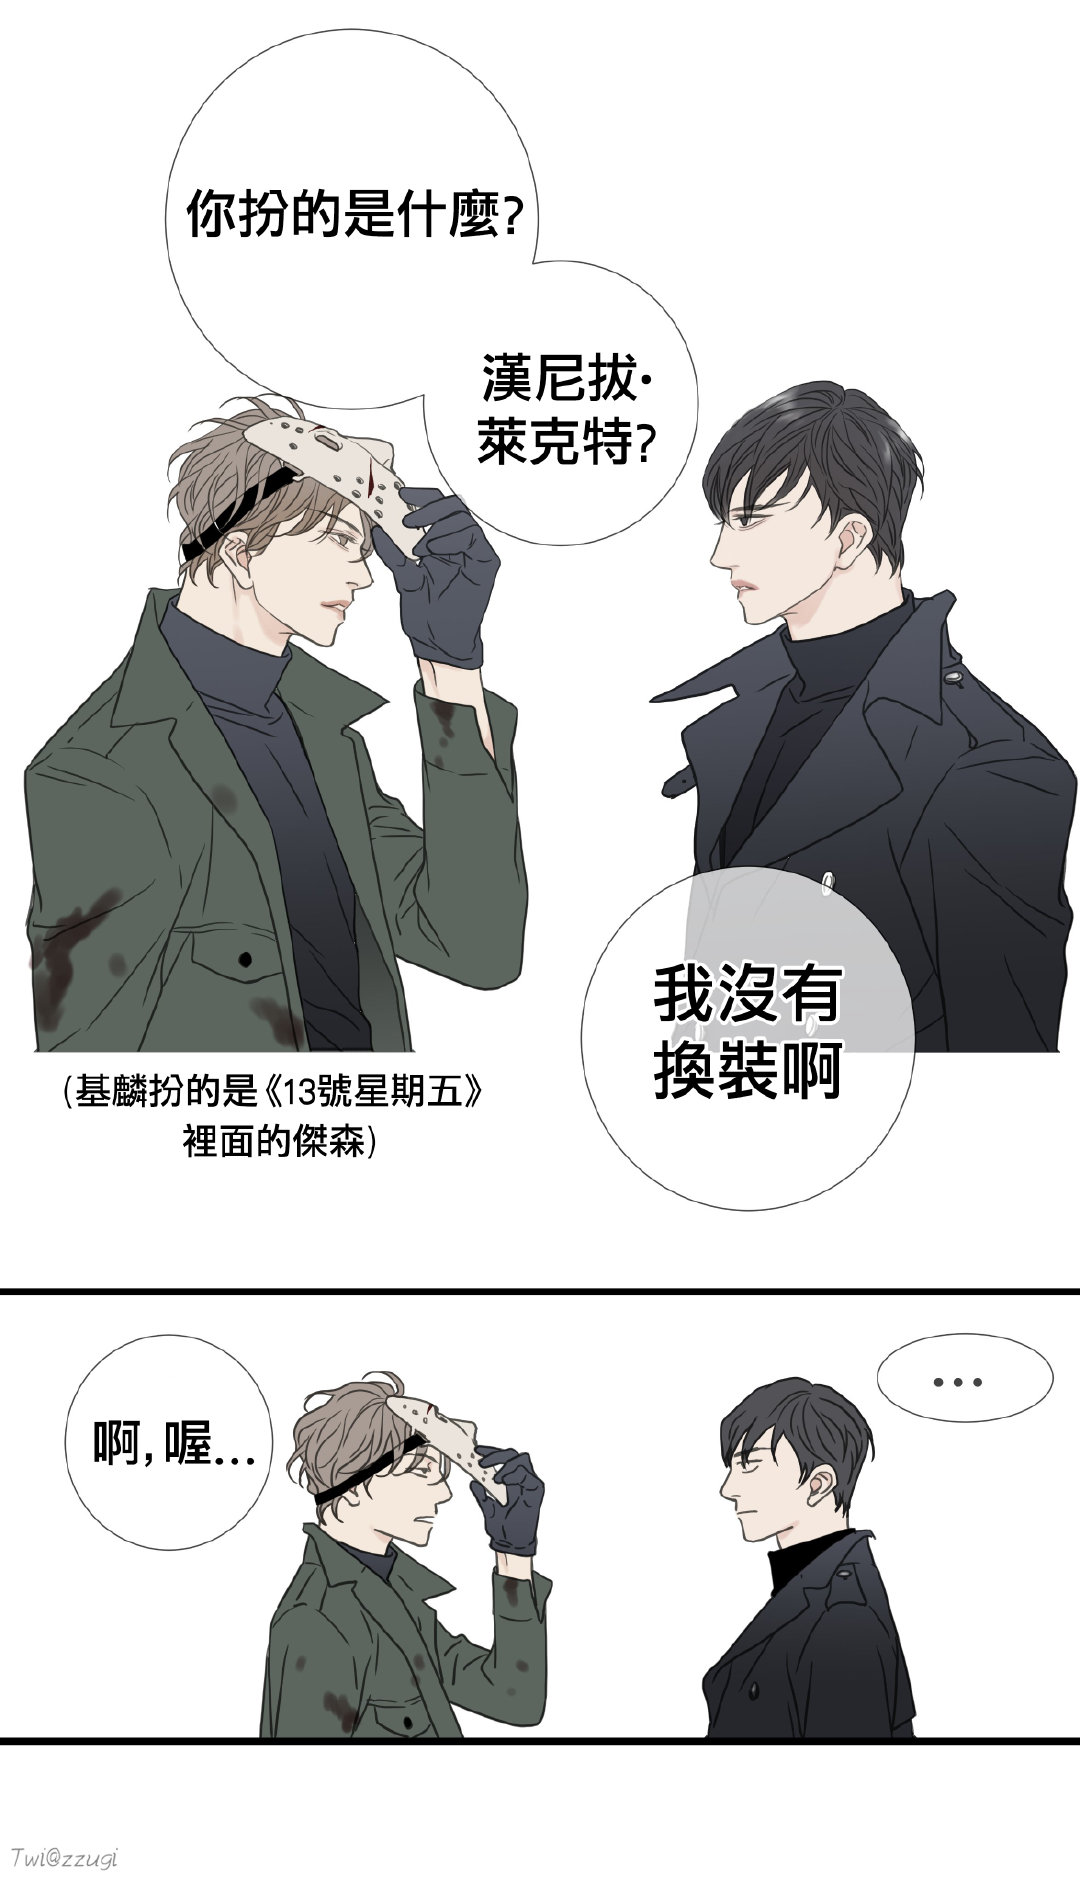 你扮的是什麼?
漢尼拔·
萊克特?
我沒有
換裝啊
(基麟扮的是《13號星期五》
裡面的傑森)
啊,喔...
...
Twi@zzugi